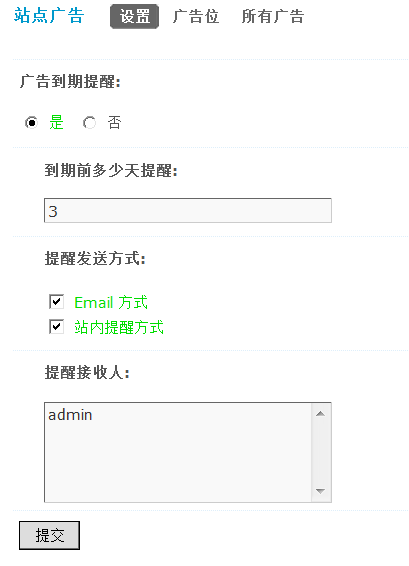 站点广告 设置 广告位 所有广告
广告到期提醒:
是 否
到期前多少天提醒:
3
提醒发送方式:
Email 方式
站内提醒方式
提醒接收人:
admin
提交